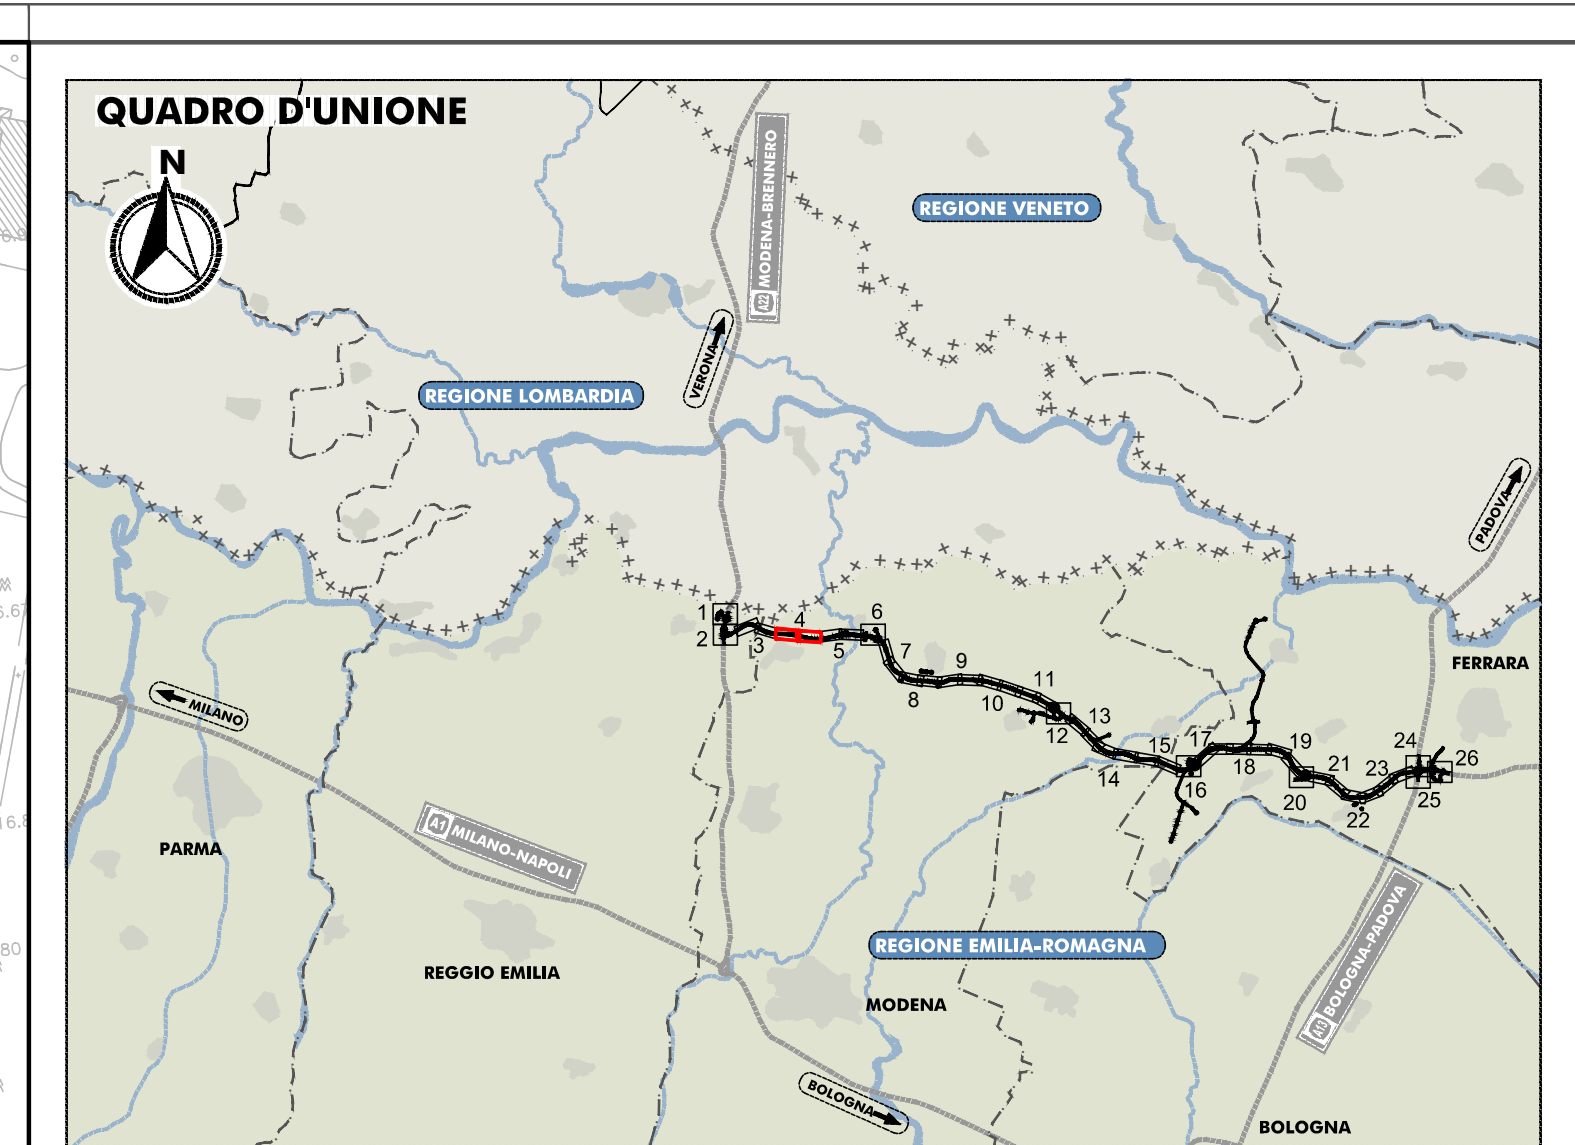 QUADRO D'UNIONE
N
A22 MODENA-BRENNERO
REGIONE VENETO
VERONA
REGIONE LOMBARDIA
PADOVA
1
2
3
4
5
6
7
8
9
10
11
12
13
14
15
16
17
18
19
20
21
22
23
24
25
26
FERRARA
MILANO
A1 MILANO-NAPOLI
PARMA
REGGIO EMILIA
REGIONE EMILIA-ROMAGNA
MODENA
A13 BOLOGNA-PADOVA
BOLOGNA
BOLOGNA
80